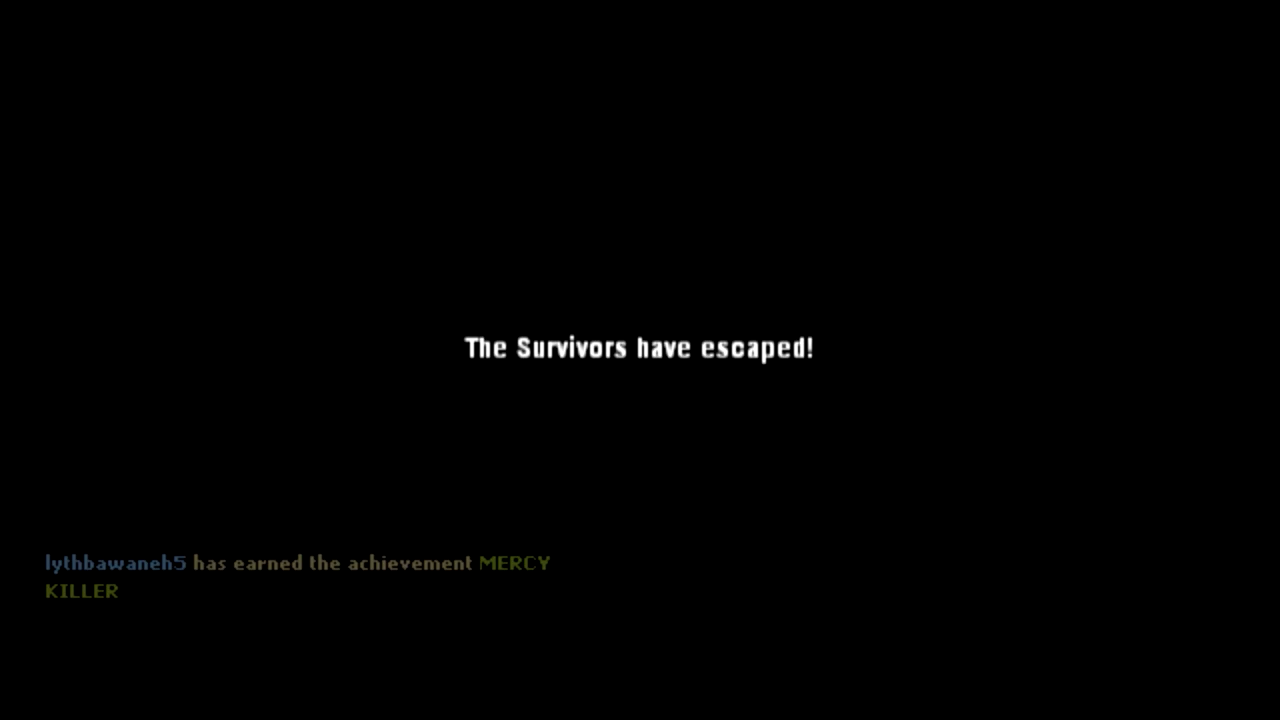 The Survivors have escaped!
lythbawaneh5 has earned the achievement MERCY
KILLER